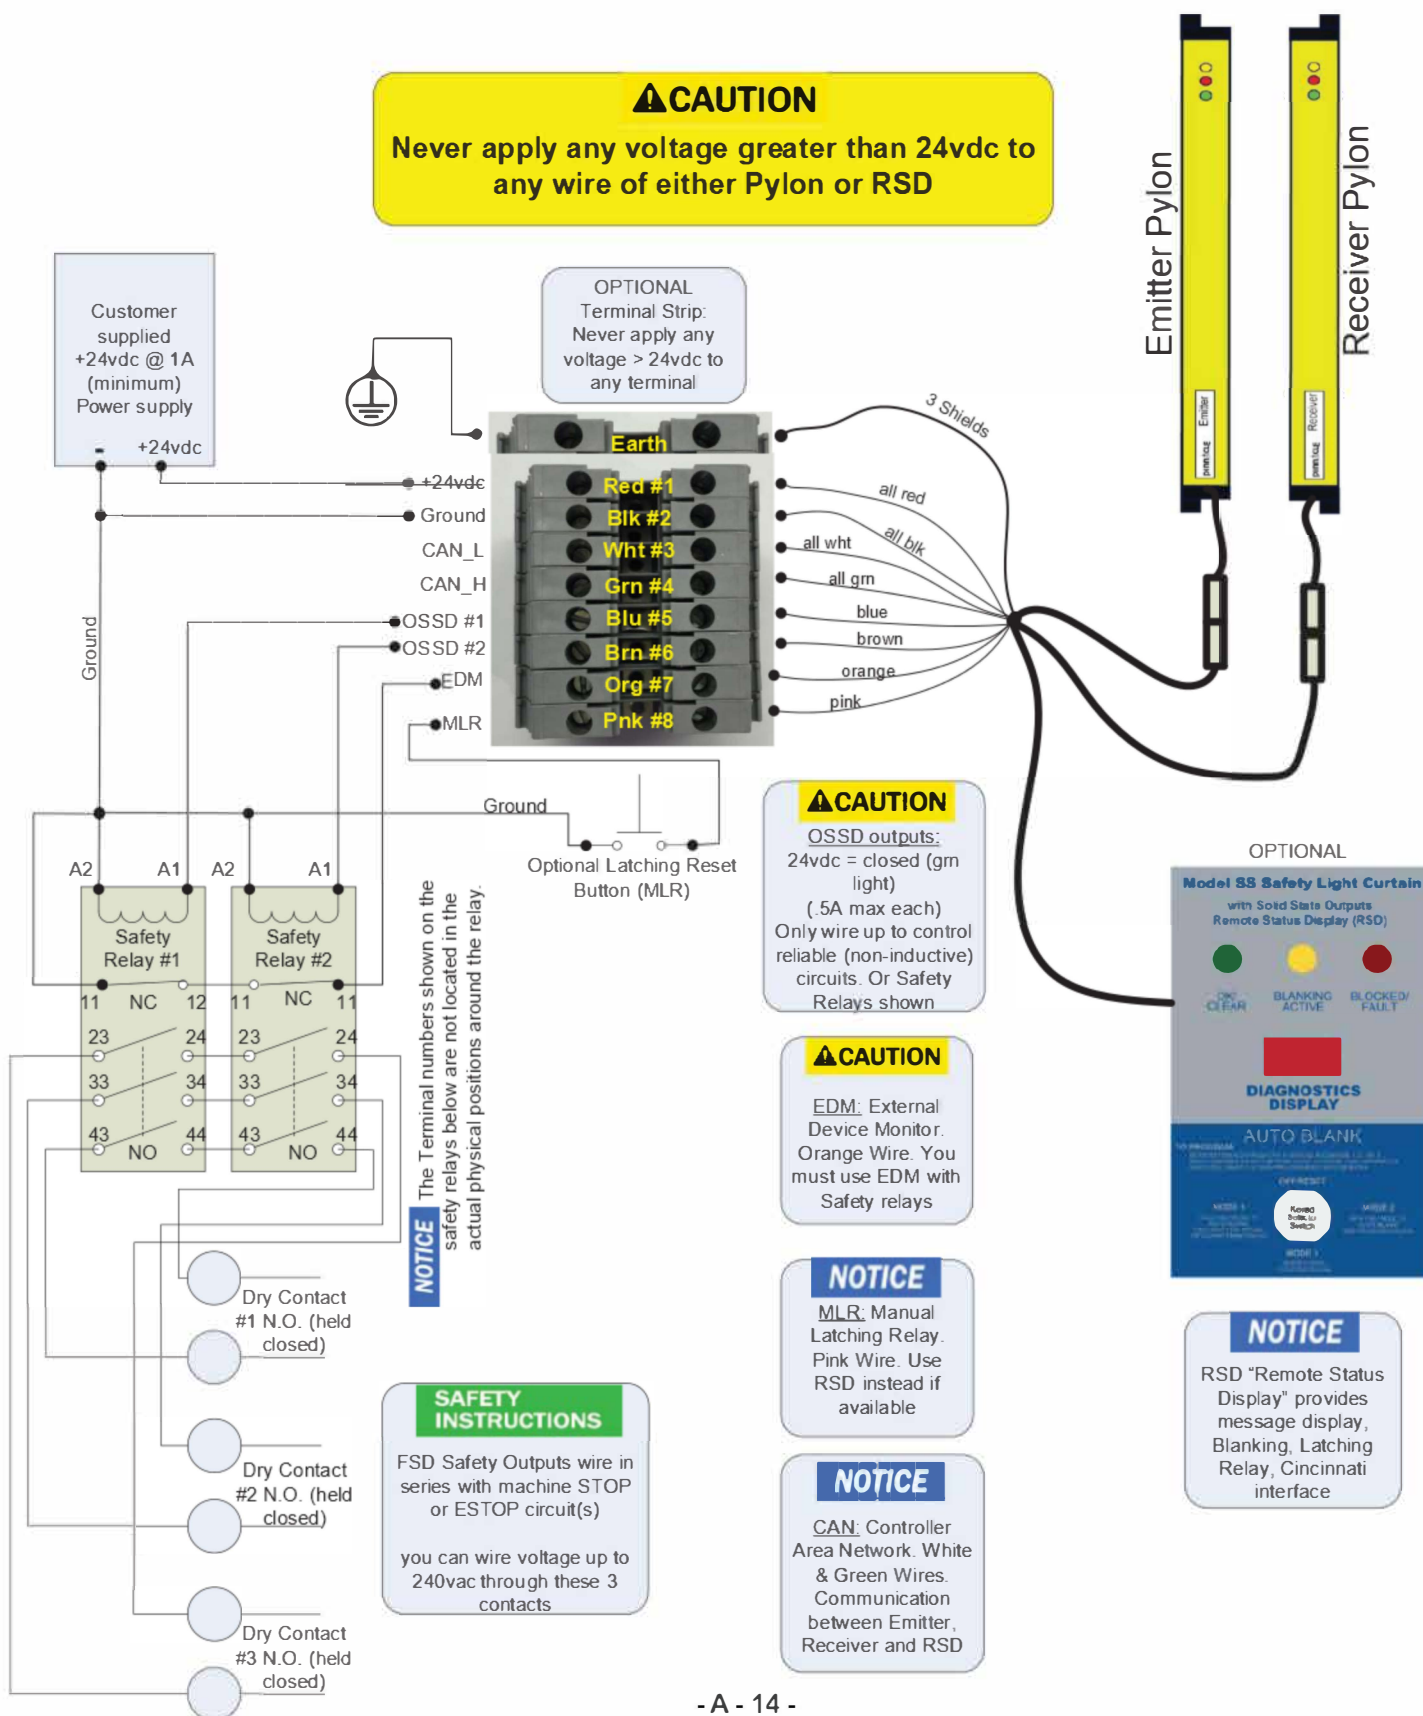 CAUTION
Never apply any voltage greater than 24vdc to
any wire of either Pylon or RSD
Emitter Pylon
Receiver Pylon
Emitter
Receiver
Customer
supplied
+24vdc @ 1A
(minimum)
Power supply
- +24vdc
OPTIONAL
Terminal Strip:
Never apply any
voltage > 24vdc to
any terminal
3 Shields
Earth
+24vdc
Red #1
all red
Ground
Blk #2
all blk
CAN_L
Wht #3
all wht
CAN_H
Grn #4
all grn
OSSD #1
Blu #5
blue
OSSD #2
Brn #6
brown
EDM
Org #7
orange
MLR
Pnk #8
pink
Ground
Ground
Optional Latching Reset
Button (MLR)
A2 A1 A2 A1
Safety
Relay #1
Safety
Relay #2
11 NC 12 11 NC 11
23 24 23 24
33 34 33 34
43 44 43 44
NO NO
NOTICE The Terminal numbers shown on the
safety relays below are not located in the
actual physical positions around the relay.
Dry Contact
#1 N.O. (held
closed)
Dry Contact
#2 N.O. (held
closed)
Dry Contact
#3 N.O. (held
closed)
SAFETY
INSTRUCTIONS
FSD Safety Outputs wire in
series with machine STOP
or ESTOP circuit(s)
you can wire voltage up to
240vac through these 3
contacts
CAUTION
OSSD outputs:
24vdc = closed (grn
light)
(.5A max each)
Only wire up to control
reliable (non-inductive)
circuits. Or Safety
Relays shown
CAUTION
EDM: External
Device Monitor.
Orange Wire. You
must use EDM with
Safety relays
NOTICE
MLR: Manual
Latching Relay.
Pink Wire. Use
RSD instead if
available
NOTICE
CAN: Controller
Area Network. White
& Green Wires.
Communication
between Emitter,
Receiver and RSD
OPTIONAL
Model SS Safety Light Curtain
with Solid State Outputs
Remote Status Display (RSD)
CLEAR
BLANKING
ACTIVE
BLOCKED/
FAULT
DIAGNOSTICS
DISPLAY
AUTO BLANK
OFF/RESET
MODE 1
MODE 2
Keyed
Switch
NOTICE
RSD "Remote Status
Display" provides
message display,
Blanking, Latching
Relay, Cincinnati
interface
- A - 14 -